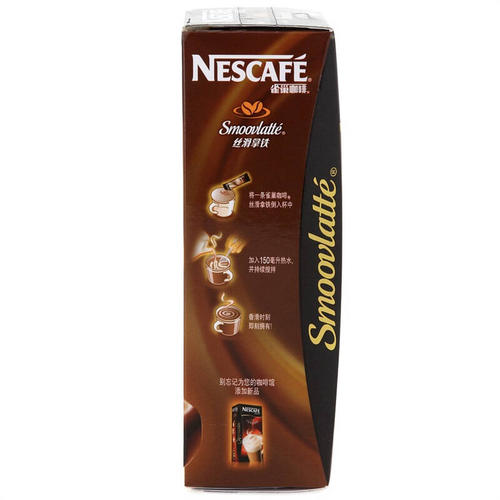 NESCAFÉ®
雀巢咖啡®
Smoovlatté®
丝滑拿铁
将一条雀巢咖啡®
丝滑拿铁倒入杯中
加入150毫升热水,
并持续搅拌
香滑时刻
即刻拥有!
别忘记为您的咖啡馆
添加新品
NESCAFÉ
Smoovlatté®